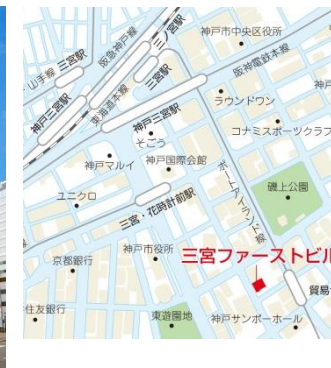 神戸市中央区役所
三ノ宮駅
三宮駅
阪急神戸線
山手線
三宮駅
阪神電鉄本線
東海道本線
神戸三宮駅
神戸三宮駅
ラウンドワン
そごう
コナミスポーツクラブ
神戸マルイ
神戸国際会館
ユニクロ
ポートアイランド線
磯上公園
三宮・花時計前駅
神戸市役所
京都銀行
三宮ファーストビル
住友銀行
東遊園地
神戸サンボーホール